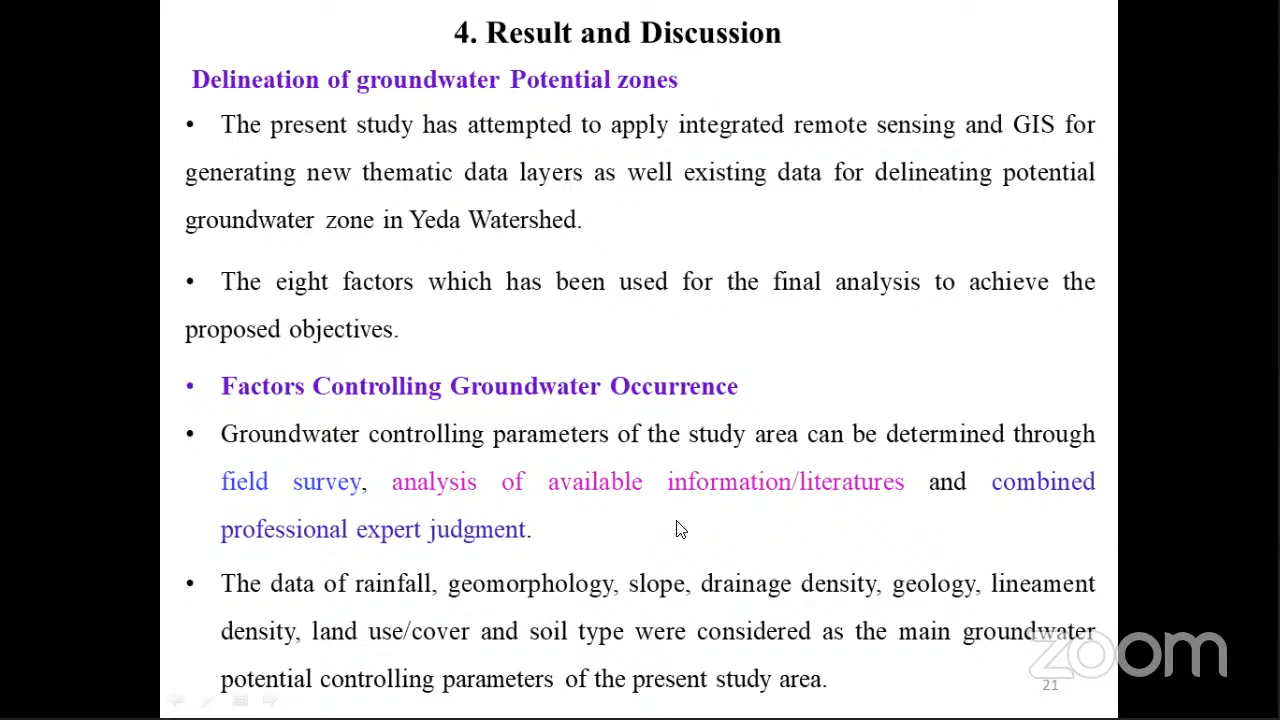 4. Result and Discussion
Delineation of groundwater Potential zones
• The present study has attempted to apply integrated remote sensing and GIS for
generating new thematic data layers as well existing data for delineating potential
groundwater zone in Yeda Watershed.
• The eight factors which has been used for the final analysis to achieve the
proposed objectives.
• Factors Controlling Groundwater Occurrence
• Groundwater controlling parameters of the study area can be determined through
field survey, analysis of available information/literatures and combined
professional expert judgment.
• The data of rainfall, geomorphology, slope, drainage density, geology, lineament
density, land use/cover and soil type were considered as the main groundwater
potential controlling parameters of the present study area.
zoom
21